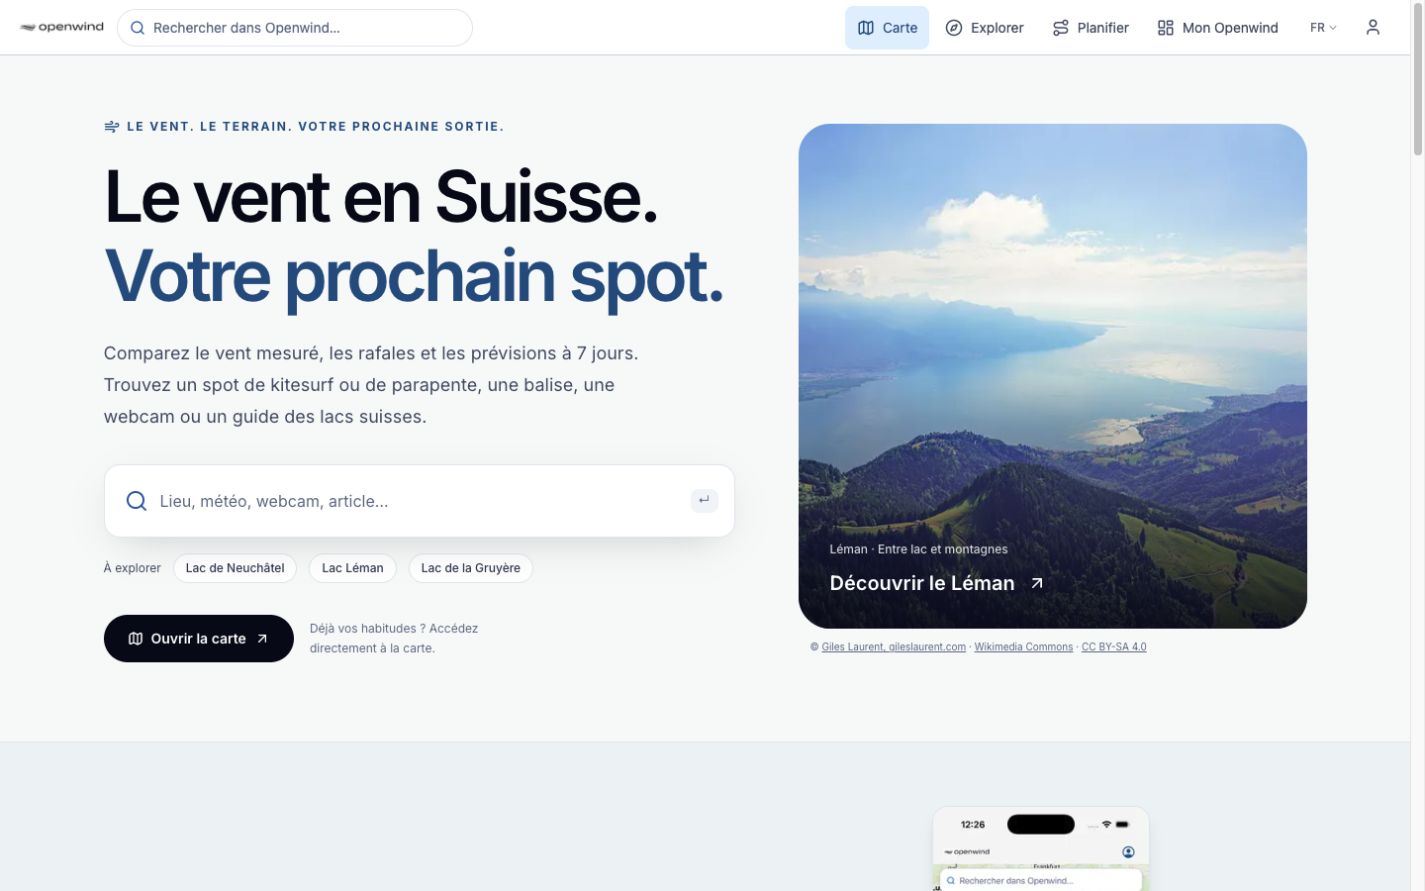 openwind
Rechercher dans Openwind...
Carte
Explorer
Planifier
Mon Openwind
FR
LE VENT. LE TERRAIN. VOTRE PROCHAINE SORTIE.
Le vent en Suisse.
Votre prochain spot.
Comparez le vent mesuré, les rafales et les prévisions à 7 jours.
Trouvez un spot de kitesurf ou de parapente, une balise, une
webcam ou un guide des lacs suisses.
Lieu, météo, webcam, article...
À explorer
Lac de Neuchâtel
Lac Léman
Lac de la Gruyère
Ouvrir la carte
Déjà vos habitudes ? Accédez
directement à la carte.
Léman · Entre lac et montagnes
Découvrir le Léman
© Giles Laurent, gileslaurent.com · Wikimedia Commons · CC BY-SA 4.0
12:26
openwind
Rechercher dans Openwind...